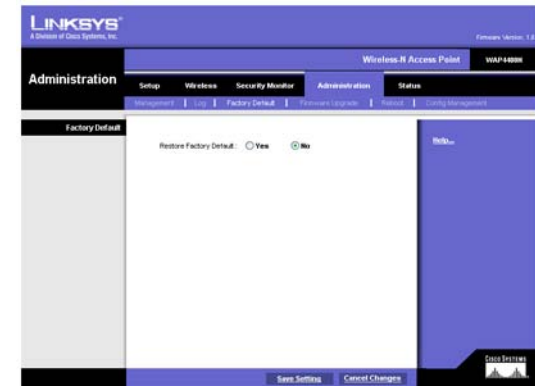 LINKSYS®
A Division of Cisco Systems, Inc.
Firmware Version: 1.0
Wireless-N Access Point
WAP4400N
Administration
Setup
Wireless
Security Monitor
Administration
Status
Management | Log | Factory Default | Firmware Upgrade | Reboot | Config Management
Factory Default
Restore Factory Default: Yes No
Help...
Save Setting
Cancel Changes
CISCO SYSTEMS